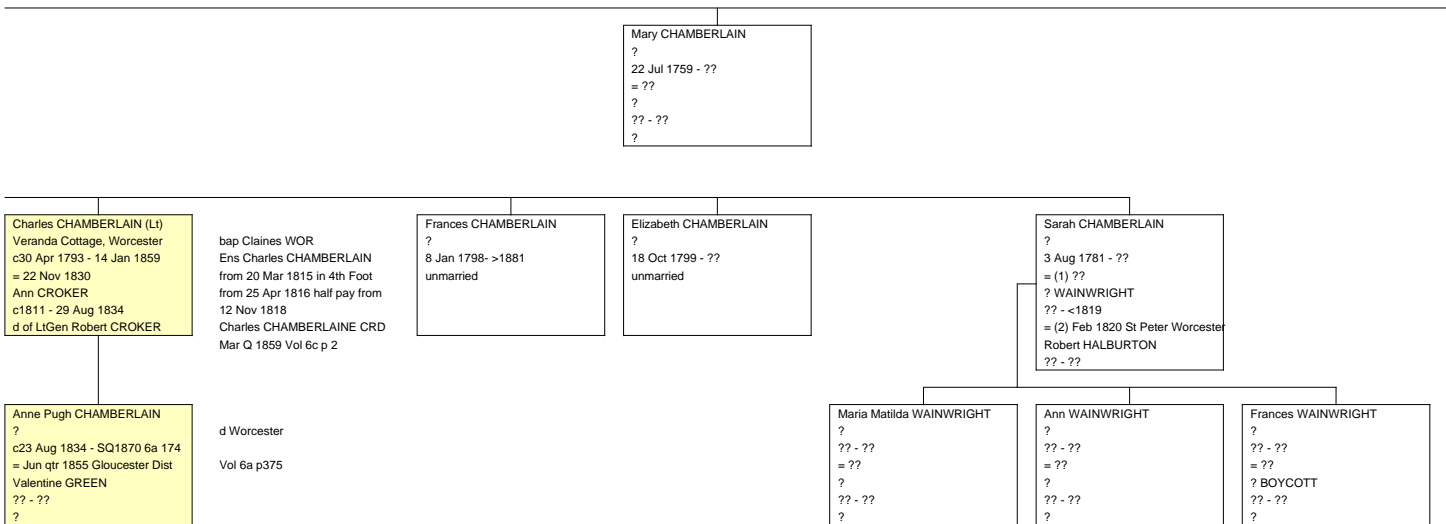 Mary CHAMBERLAIN
?
22 Jul 1759 - ??
= ??
?
?? - ??
?
Charles CHAMBERLAIN (Lt)
Veranda Cottage, Worcester
c30 Apr 1793 - 14 Jan 1859
= 22 Nov 1830
Ann CROKER
c1811 - 29 Aug 1834
d of LtGen Robert CROKER
bap Claines WOR
Ens Charles CHAMBERLAIN
from 20 Mar 1815 in 4th Foot
from 25 Apr 1816 half pay from
12 Nov 1818
Charles CHAMBERLAINE CRD
Mar Q 1859 Vol 6c p 2
Frances CHAMBERLAIN
?
8 Jan 1798- >1881
unmarried
Elizabeth CHAMBERLAIN
?
18 Oct 1799 - ??
unmarried
Sarah CHAMBERLAIN
?
3 Aug 1781 - ??
= (1) ??
? WAINWRIGHT
?? - <1819
= (2) Feb 1820 St Peter Worcester
Robert HALBURTON
?? - ??
Anne Pugh CHAMBERLAIN
?
c23 Aug 1834 - SQ1870 6a 174
= Jun qtr 1855 Gloucester Dist
Valentine GREEN
?? - ??
?
d Worcester
Vol 6a p375
Maria Matilda WAINWRIGHT
?
?? - ??
= ??
?
?? - ??
?
Ann WAINWRIGHT
?
?? - ??
= ??
?
?? - ??
?
Frances WAINWRIGHT
?
?? - ??
= ??
? BOYCOTT
?? - ??
?